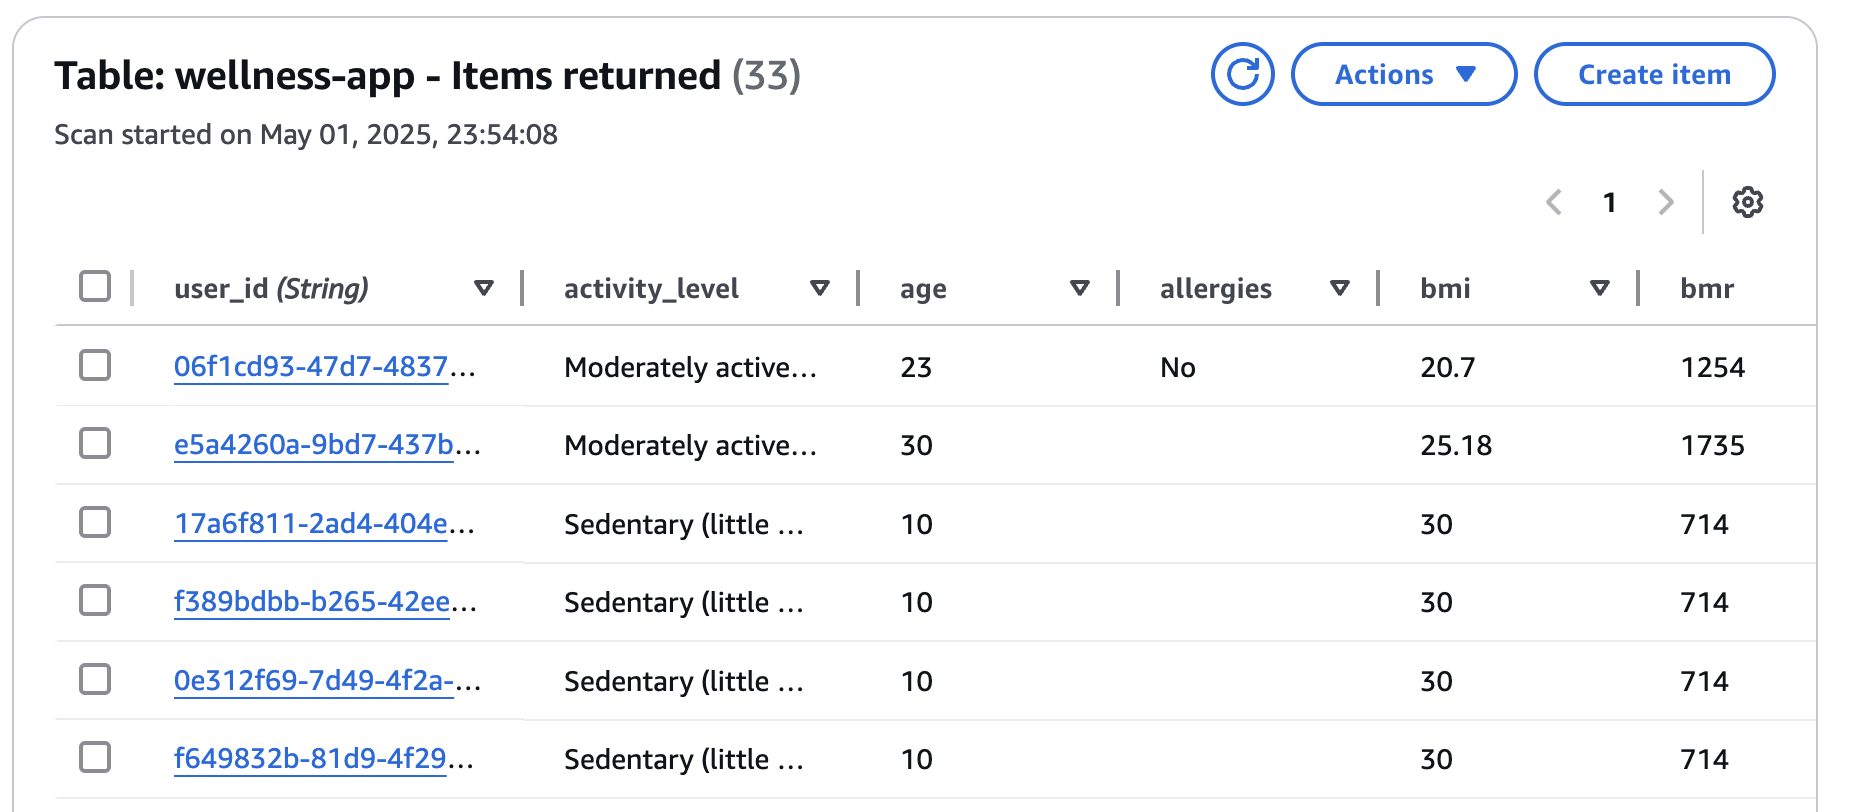 Table: wellness-app - Items returned (33)
Actions
Create item
Scan started on May 01, 2025, 23:54:08
1
user_id (String) activity_level age allergies bmi bmr
06f1cd93-47d7-4837... Moderately active... 23 No 20.7 1254
e5a4260a-9bd7-437b... Moderately active... 30 25.18 1735
17a6f811-2ad4-404e... Sedentary (little ... 10 30 714
f389bdbb-b265-42ee... Sedentary (little ... 10 30 714
0e312f69-7d49-4f2a-... Sedentary (little ... 10 30 714
f649832b-81d9-4f29... Sedentary (little ... 10 30 714